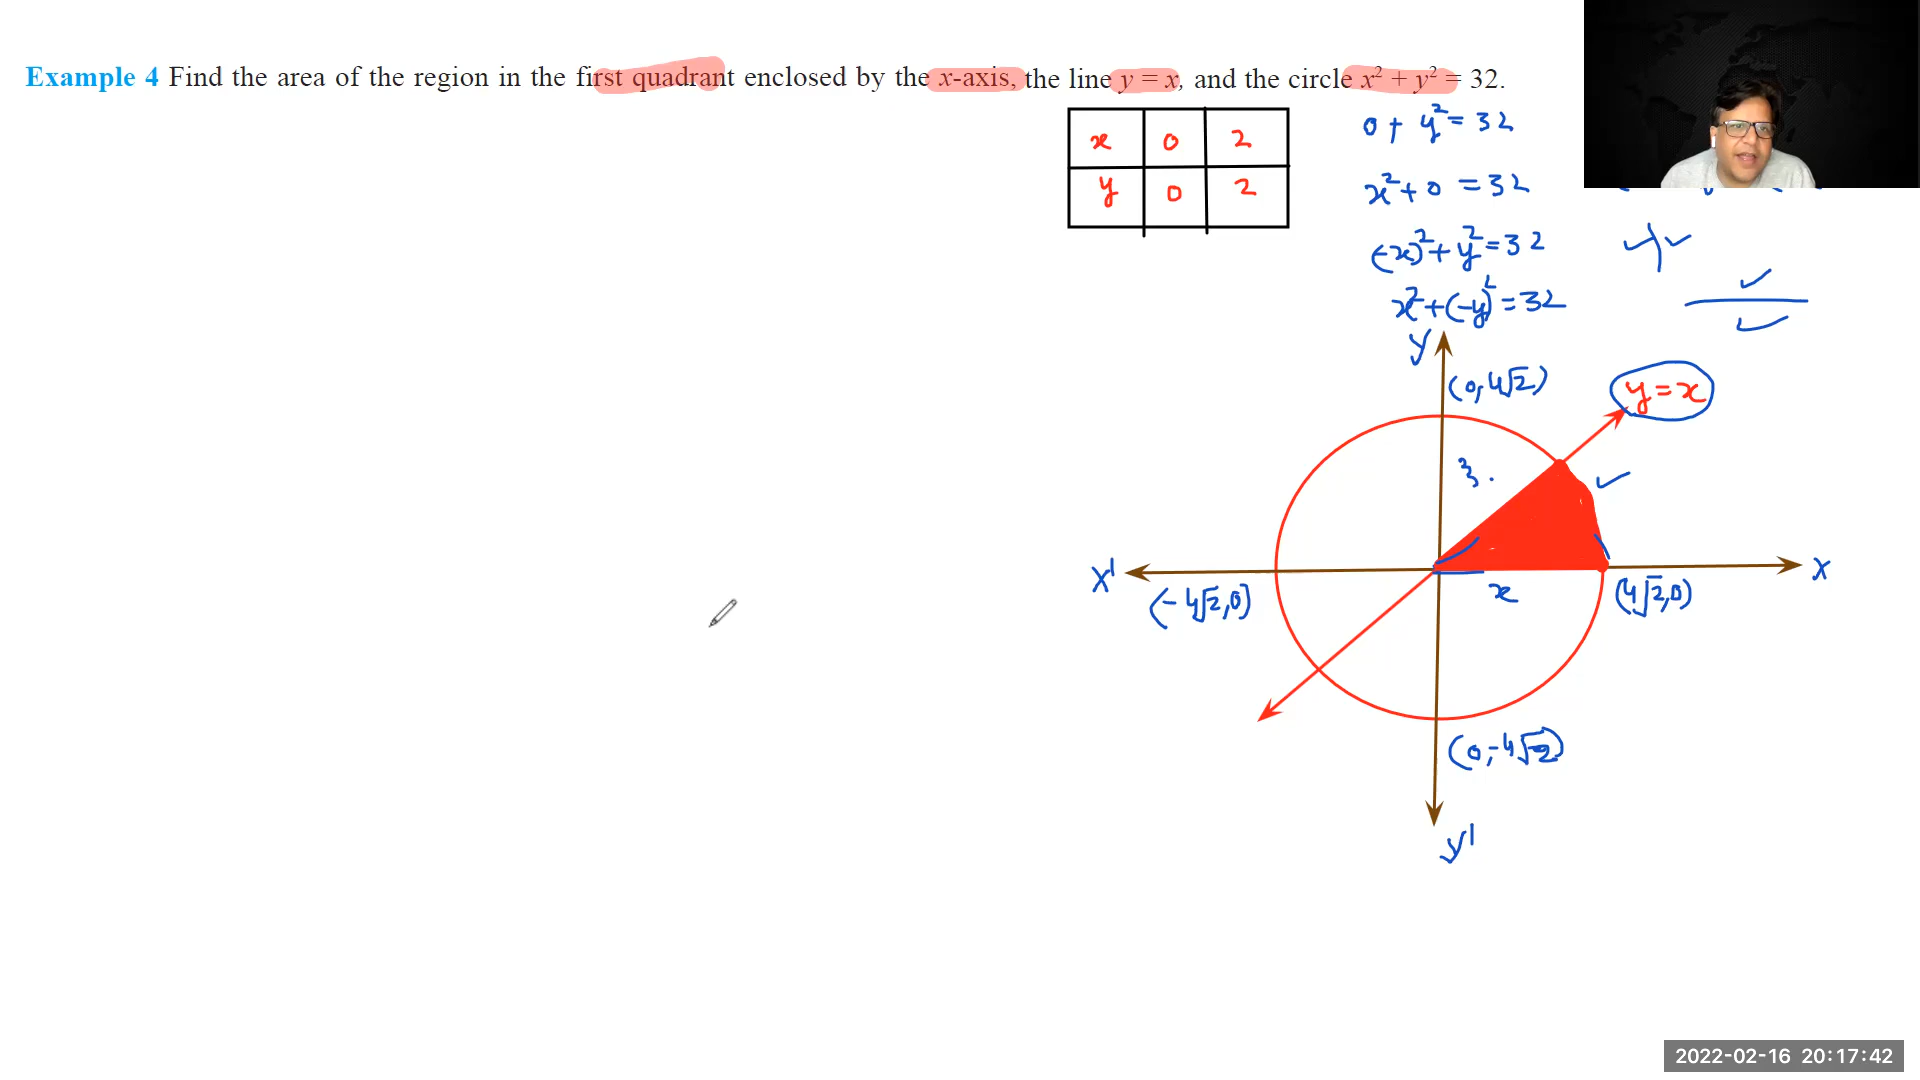 Example 4 Find the area of the region in the first quadrant enclosed by the x-axis, the line y = x, and the circle x² + y² = 32.
x 0 2
y 0 2
0 + y² = 32
x² + 0 = 32
(-x)² + y² = 32
x² + (-y)² = 32
y
(0, 4√2)
y = x
x'
x
(-4√2, 0)
x
(4√2, 0)
(0, -4√2)
y'
2022-02-16 20:17:42